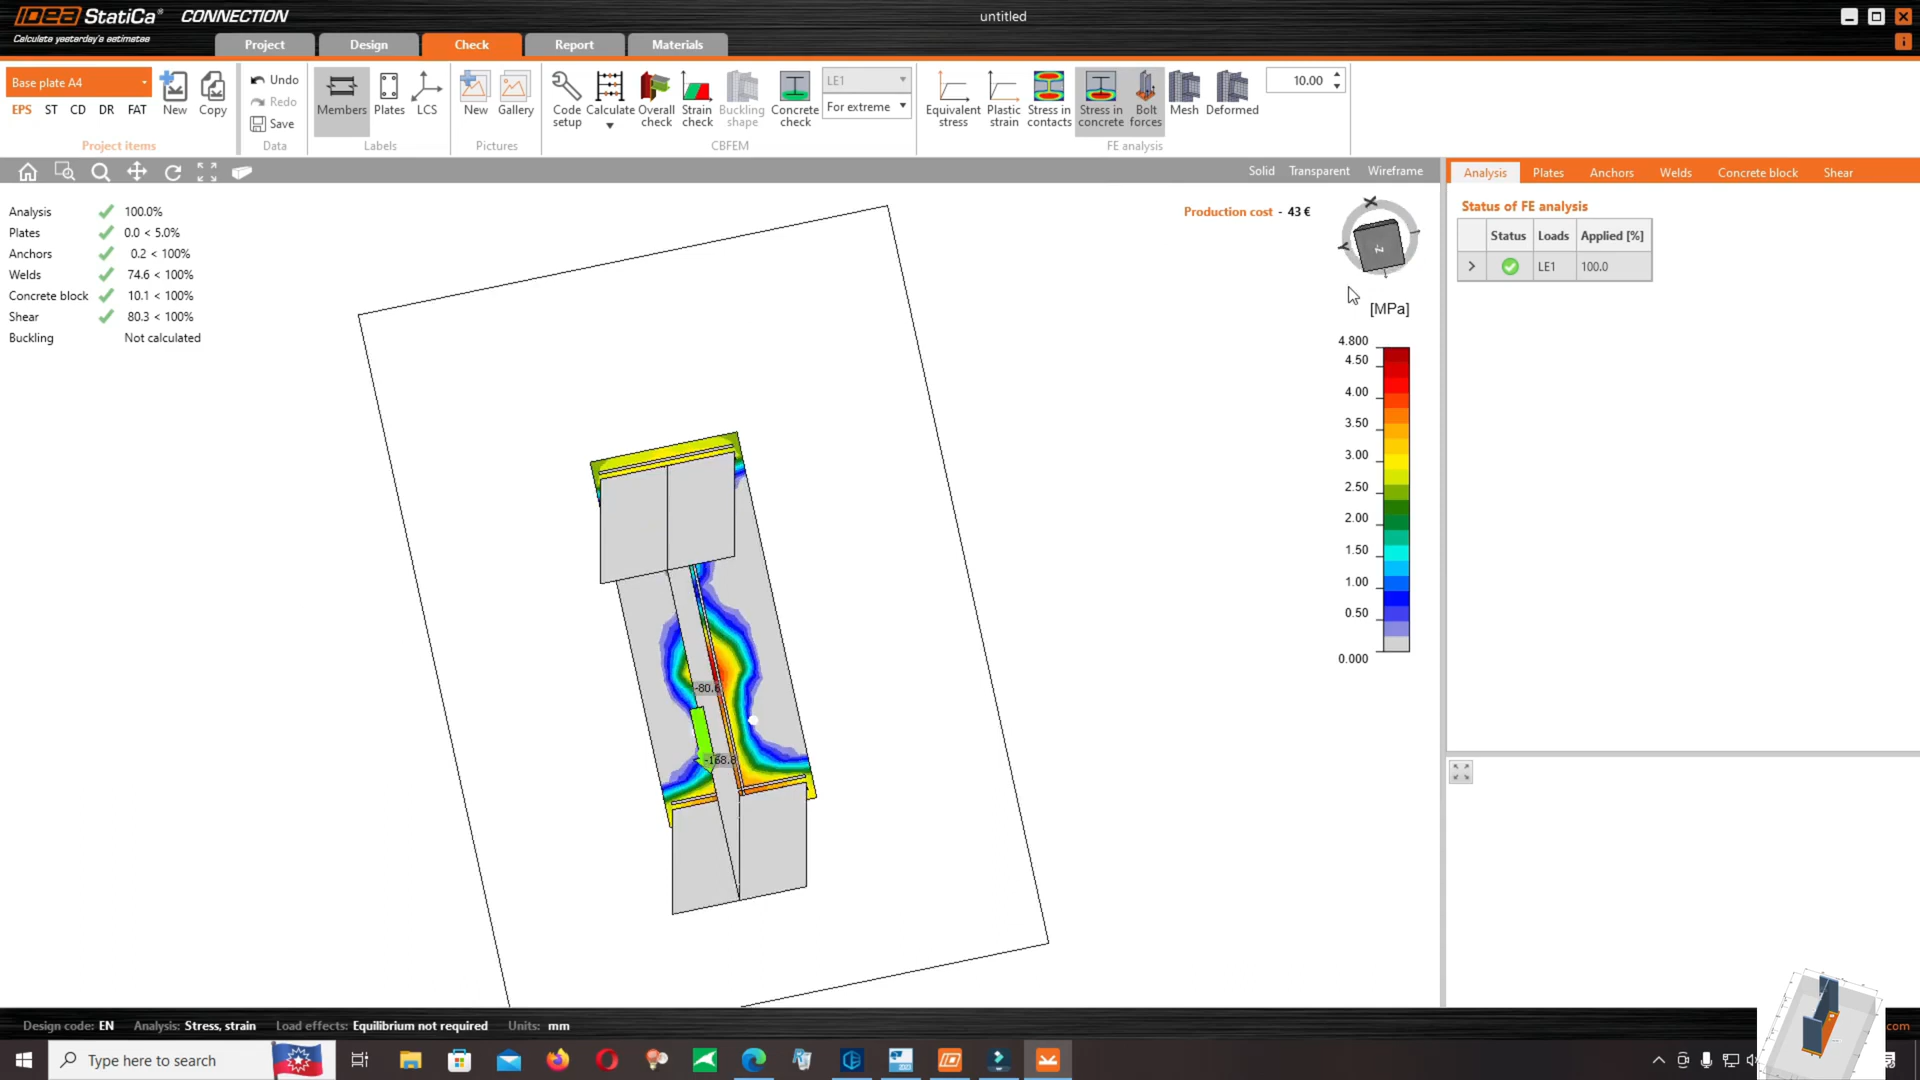 IDEA StatiCa® CONNECTION
Calculate yesterday's estimates
untitled
Project Design Check Report Materials
Base plate A4
EPS ST CD DR FAT
New
Copy
Project items
Undo
Redo
Save
Data
Members
Plates
LCS
Labels
New
Gallery
Pictures
Code setup
Calculate
Overall check
Strain check
Buckling shape
Concrete check
LE1
For extreme
CBFEM
Equivalent stress
Plastic strain
Stress in contacts
Stress in concrete
Bolt forces
Mesh
Deformed
10.00
FE analysis
Solid Transparent Wireframe
Analysis 100.0%
Plates 0.0 < 5.0%
Anchors 0.2 < 100%
Welds 74.6 < 100%
Concrete block 10.1 < 100%
Shear 80.3 < 100%
Buckling Not calculated
Production cost - 43 €
X
Y
Z
[MPa]
4.800
4.50
4.00
3.50
3.00
2.50
2.00
1.50
1.00
0.50
0.000
-80.6
-168.8
Analysis Plates Anchors Welds Concrete block Shear
Status of FE analysis
Status Loads Applied [%]
LE1 100.0
Design code: EN Analysis: Stress, strain Load effects: Equilibrium not required Units: mm
com
Type here to search